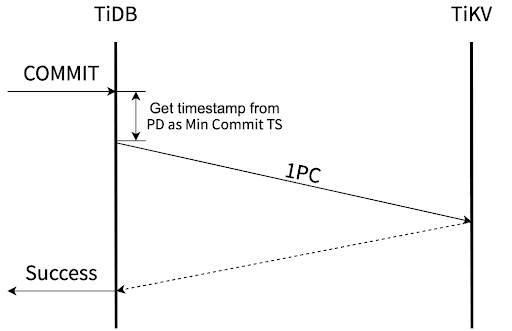 TiDB
TiKV
COMMIT
Get timestamp from
PD as Min Commit TS
1PC
Success